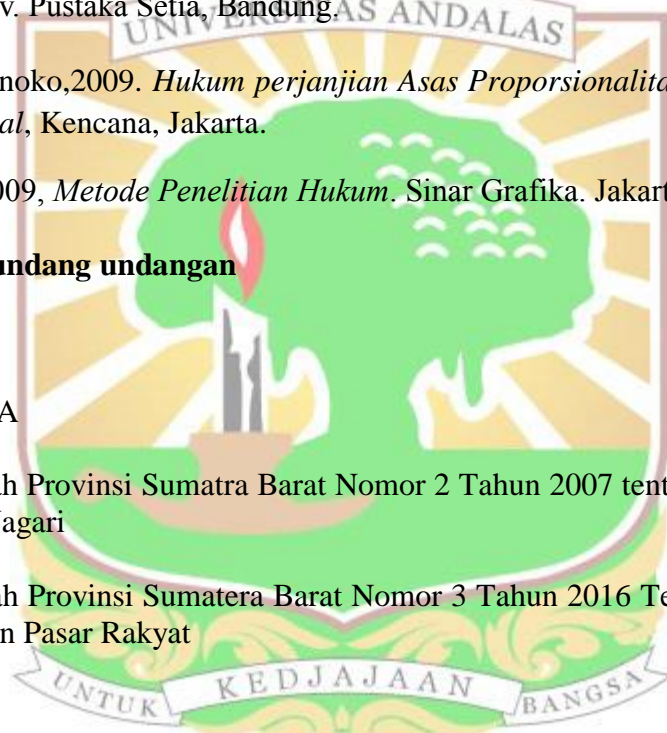 v. Pustaka Setia, Bandung.
UNIVERSITAS ANDALAS
noko,2009. Hukum perjanjian Asas Proporsionalita
al, Kencana, Jakarta.
009, Metode Penelitian Hukum. Sinar Grafika. Jakart
undang undangan
A
ah Provinsi Sumatra Barat Nomor 2 Tahun 2007 tent
Nagari
ah Provinsi Sumatera Barat Nomor 3 Tahun 2016 Te
n Pasar Rakyat
UNTUK KEDJAJAAN BANGSA